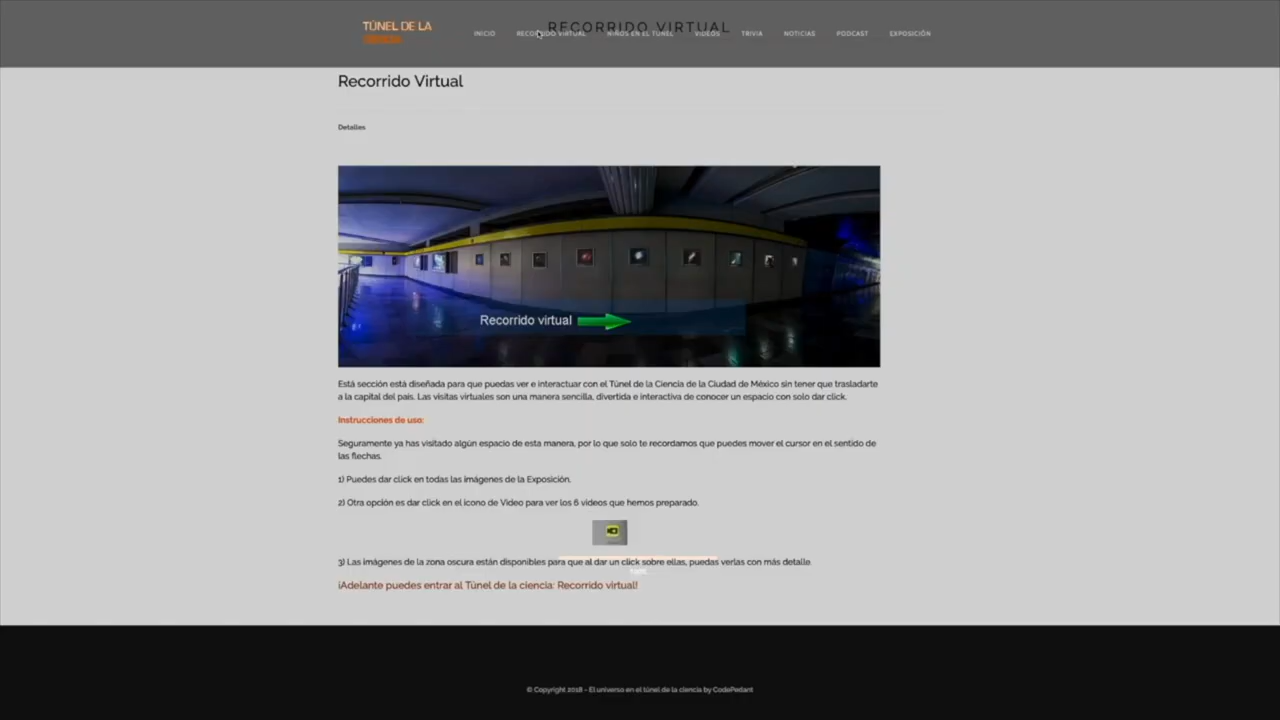 TÚNEL DE LA
RECORRIDO VIRTUAL
INICIO RECORRIDO VIRTUAL NIÑOS EN EL TÚNEL VIDEOS TRIVIA NOTICIAS PODCAST EXPOSICIÓN
Recorrido Virtual
Detalles
Recorrido virtual
Está sección está diseñada para que puedas ver e interactuar con el Túnel de la Ciencia de la Ciudad de México sin tener que trasladarte
a la capital del país. Las visitas virtuales son una manera sencilla, divertida e interactiva de conocer un espacio con solo dar click.
Instrucciones de uso:
Seguramente ya has visitado algún espacio de esta manera, por lo que solo te recordamos que puedes mover el cursor en el sentido de
las flechas.
1) Puedes dar click en todas las imágenes de la Exposición.
2) Otra opción es dar click en el icono de Video para ver los 6 videos que hemos preparado.
3) Las imágenes de la zona oscura están disponibles para que al dar un click sobre ellas, puedas verlas con más detalle.
¡Adelante puedes entrar al Túnel de la ciencia: Recorrido virtual!
© Copyright 2018 - El universo en el túnel de la ciencia by CodePedant